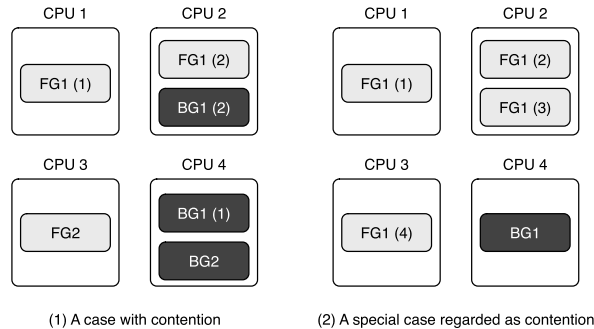 CPU 1
CPU 2
FG1 (1)
FG1 (2)
BG1 (2)
CPU 3
CPU 4
FG2
BG1 (1)
BG2
(1) A case with contention
CPU 1
CPU 2
FG1 (1)
FG1 (2)
FG1 (3)
CPU 3
CPU 4
FG1 (4)
BG1
(2) A special case regarded as contention